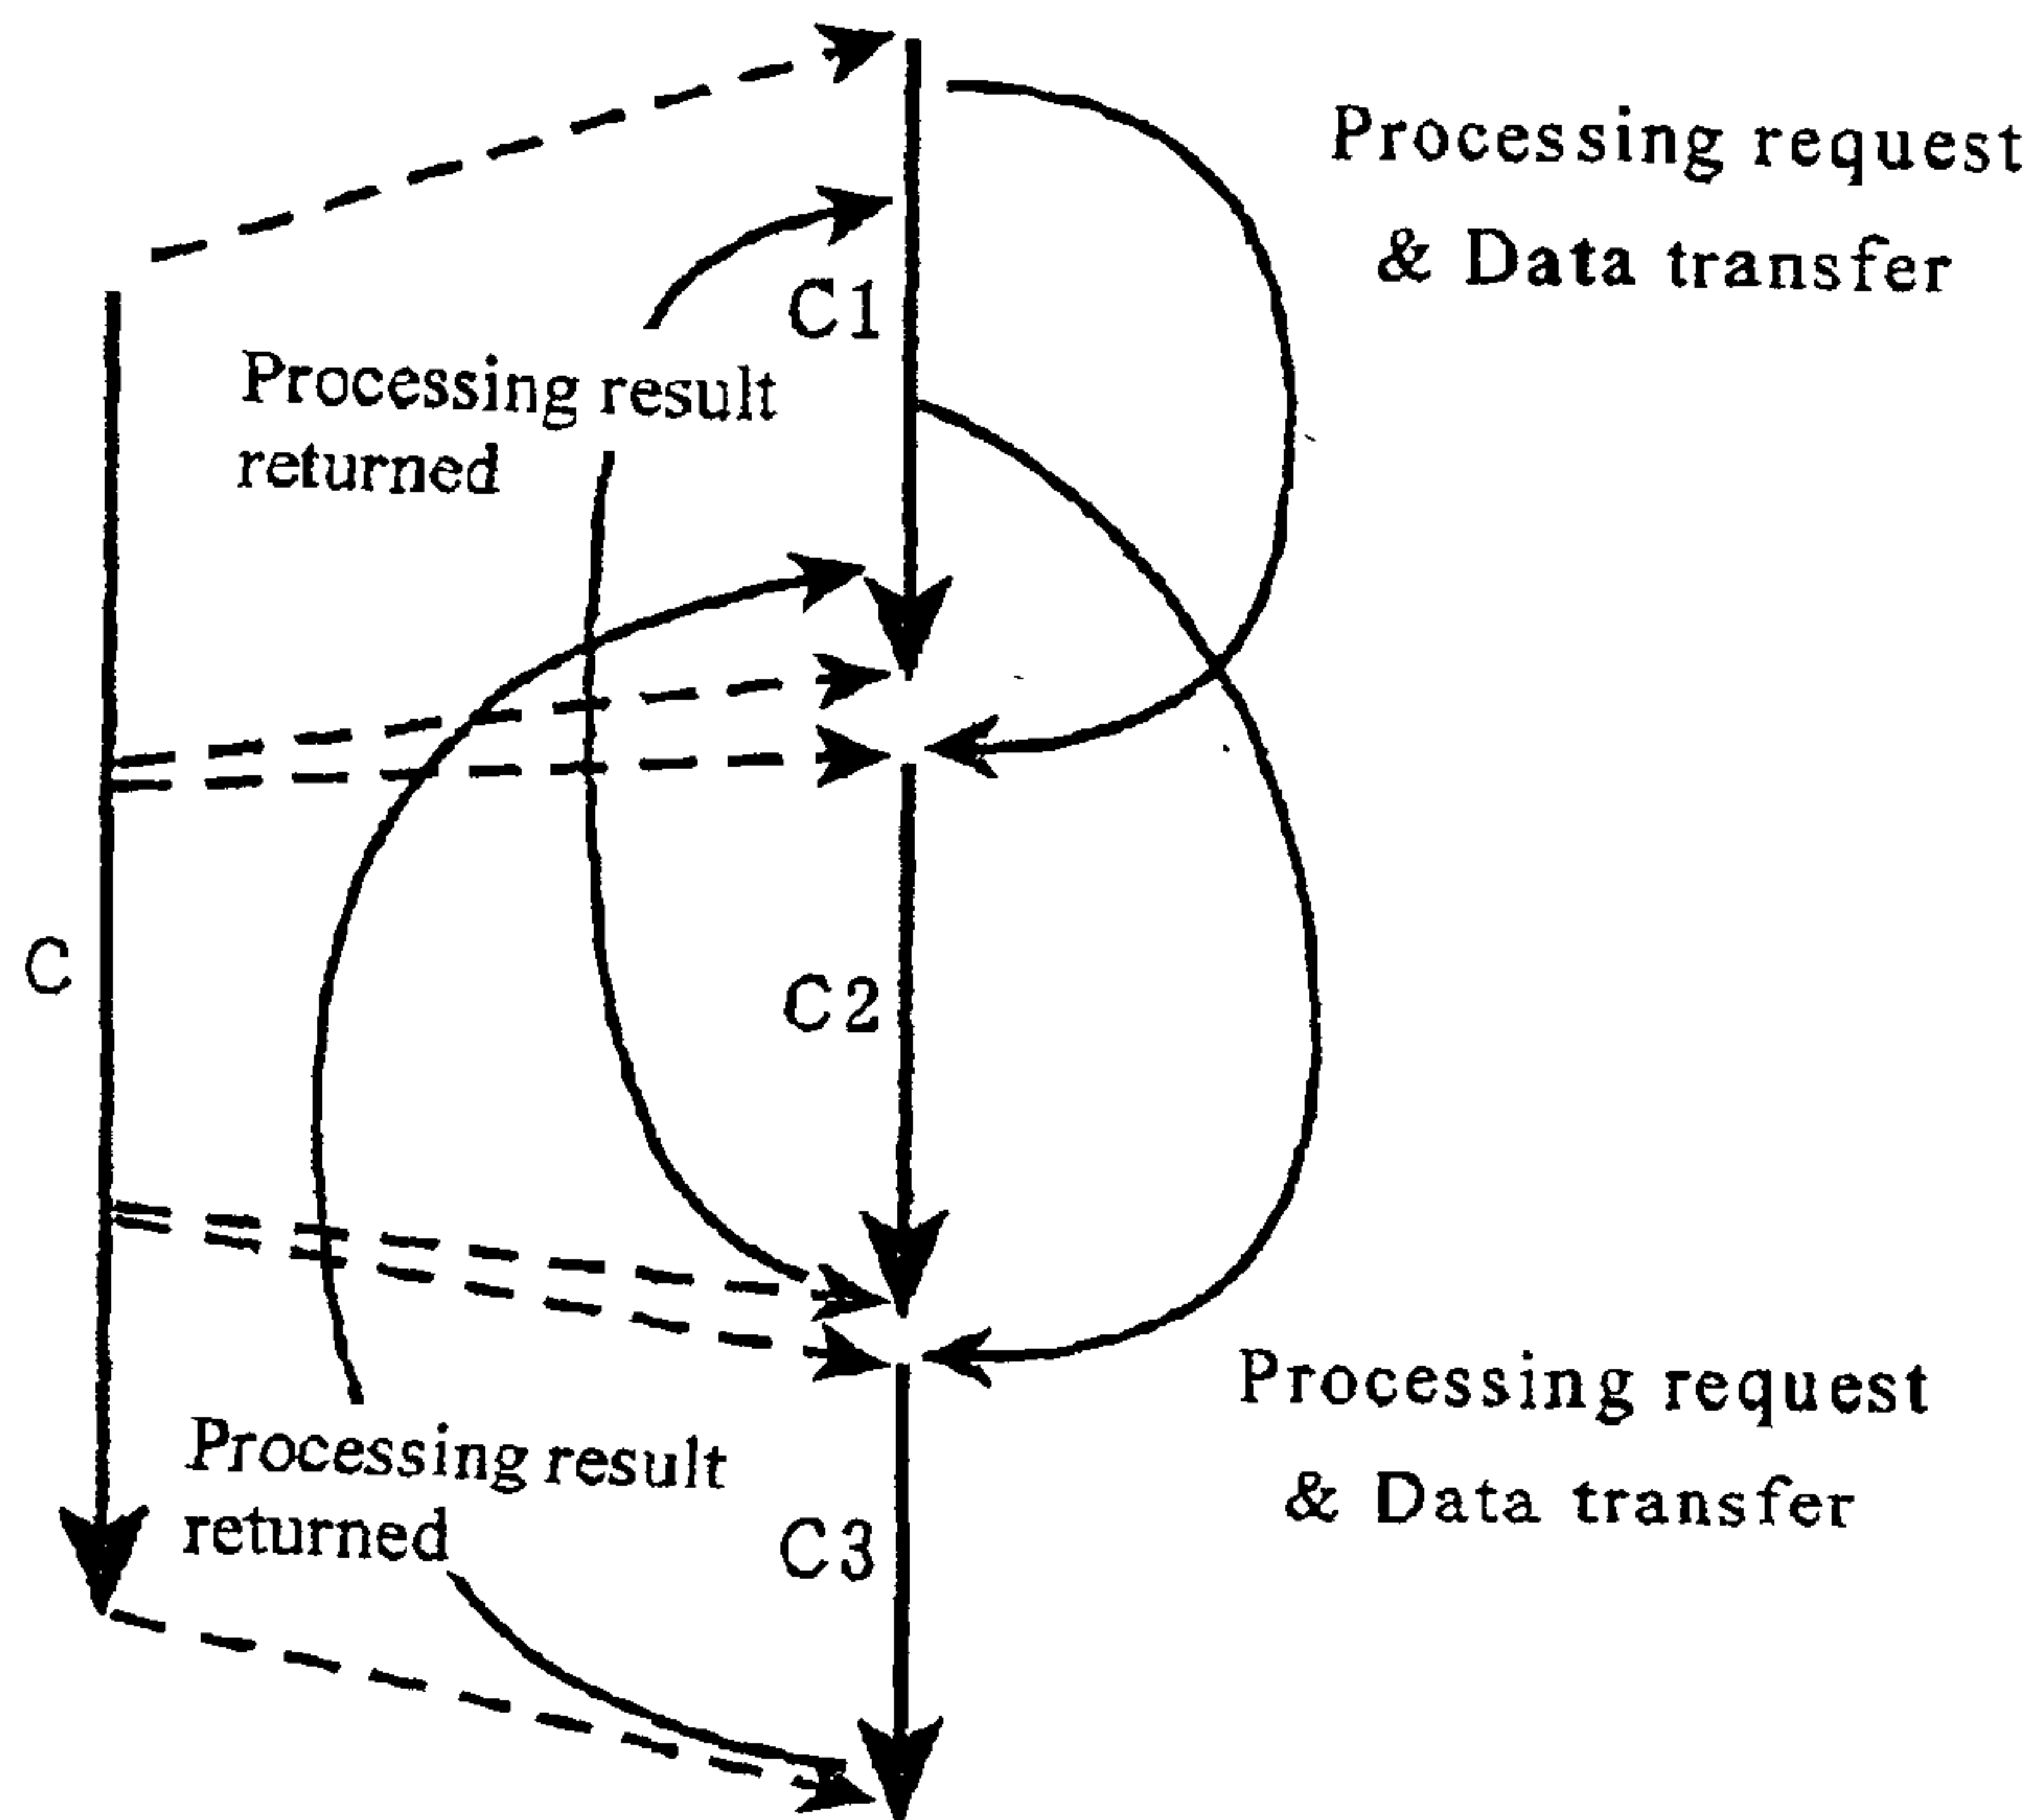 Processing request
& Data transfer
C1
Processing result
returned
C
C2
Processing request
& Data transfer
Processing result
returned
C3